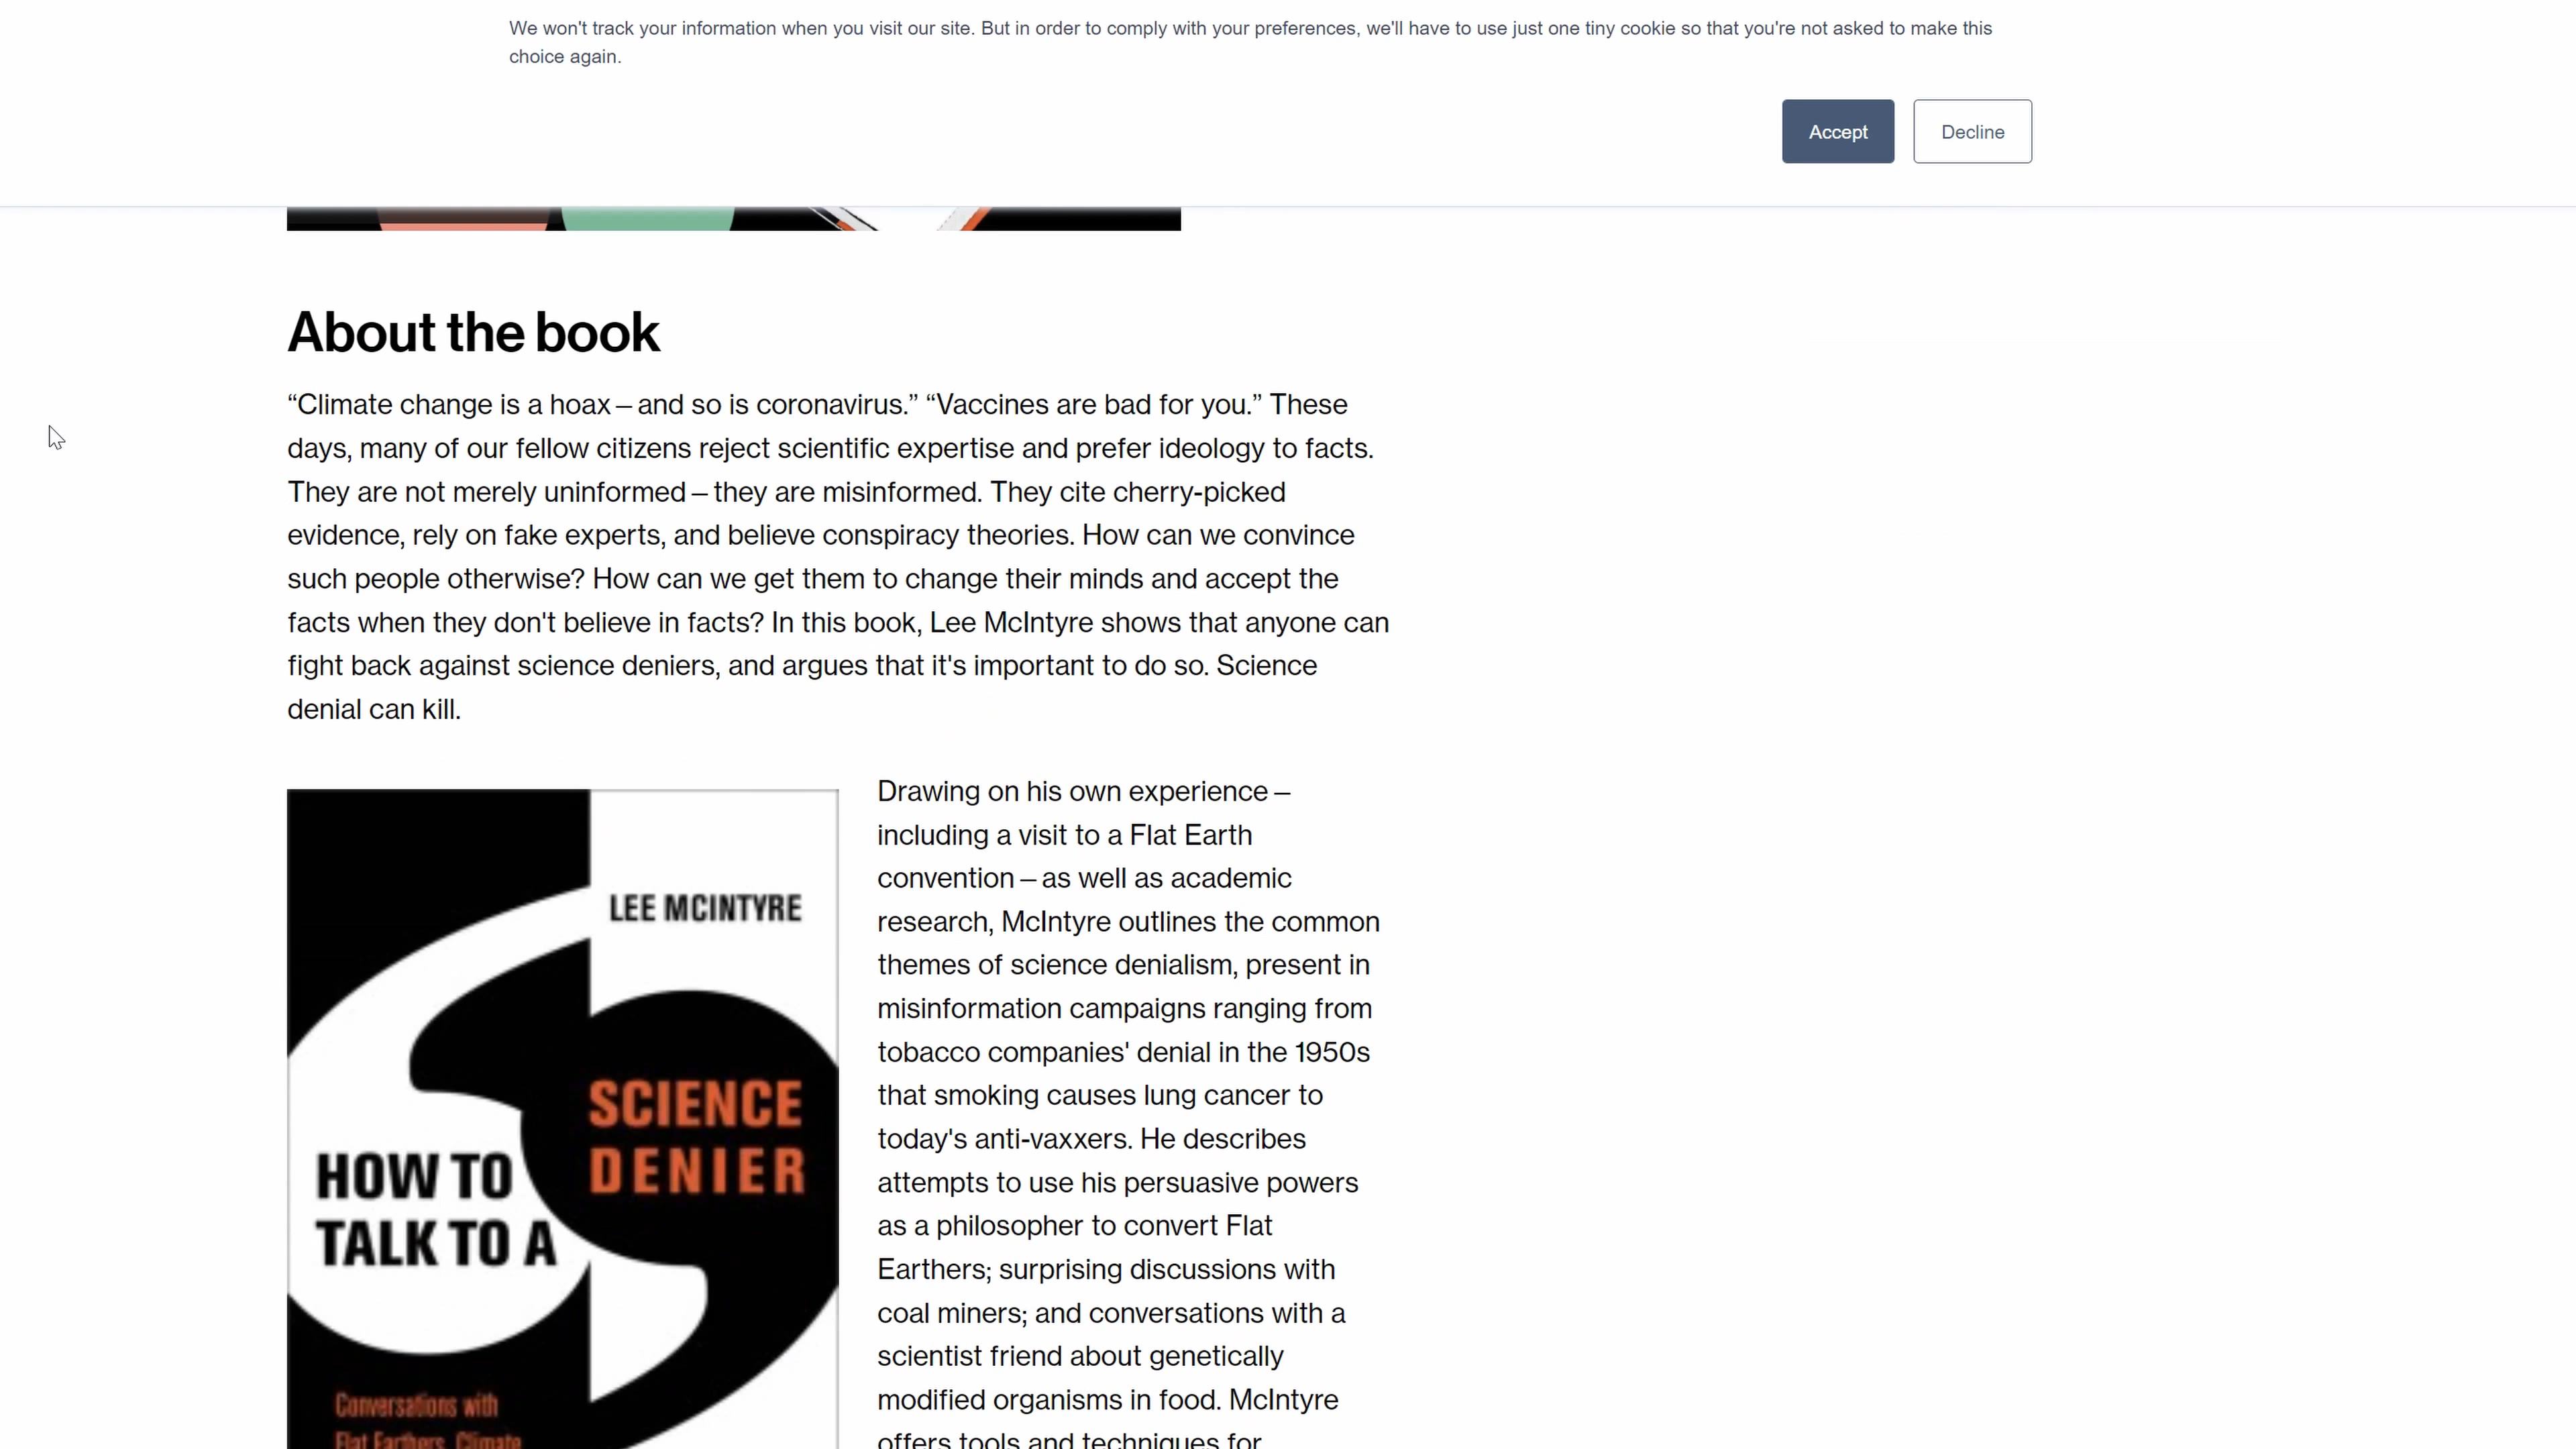 We won't track your information when you visit our site. But in order to comply with your preferences, we'll have to use just one tiny cookie so that you're not asked to make this
choice again.
Accept
Decline
About the book
“Climate change is a hoax—and so is coronavirus.” “Vaccines are bad for you.” These
days, many of our fellow citizens reject scientific expertise and prefer ideology to facts.
They are not merely uninformed—they are misinformed. They cite cherry-picked
evidence, rely on fake experts, and believe conspiracy theories. How can we convince
such people otherwise? How can we get them to change their minds and accept the
facts when they don't believe in facts? In this book, Lee McIntyre shows that anyone can
fight back against science deniers, and argues that it's important to do so. Science
denial can kill.
LEE MCINTYRE
SCIENCE
DENIER
HOW TO
TALK TO A
Conversations with
Flat Earthers, Climate
Drawing on his own experience—
including a visit to a Flat Earth
convention—as well as academic
research, McIntyre outlines the common
themes of science denialism, present in
misinformation campaigns ranging from
tobacco companies' denial in the 1950s
that smoking causes lung cancer to
today's anti-vaxxers. He describes
attempts to use his persuasive powers
as a philosopher to convert Flat
Earthers; surprising discussions with
coal miners; and conversations with a
scientist friend about genetically
modified organisms in food. McIntyre
offers tools and techniques for